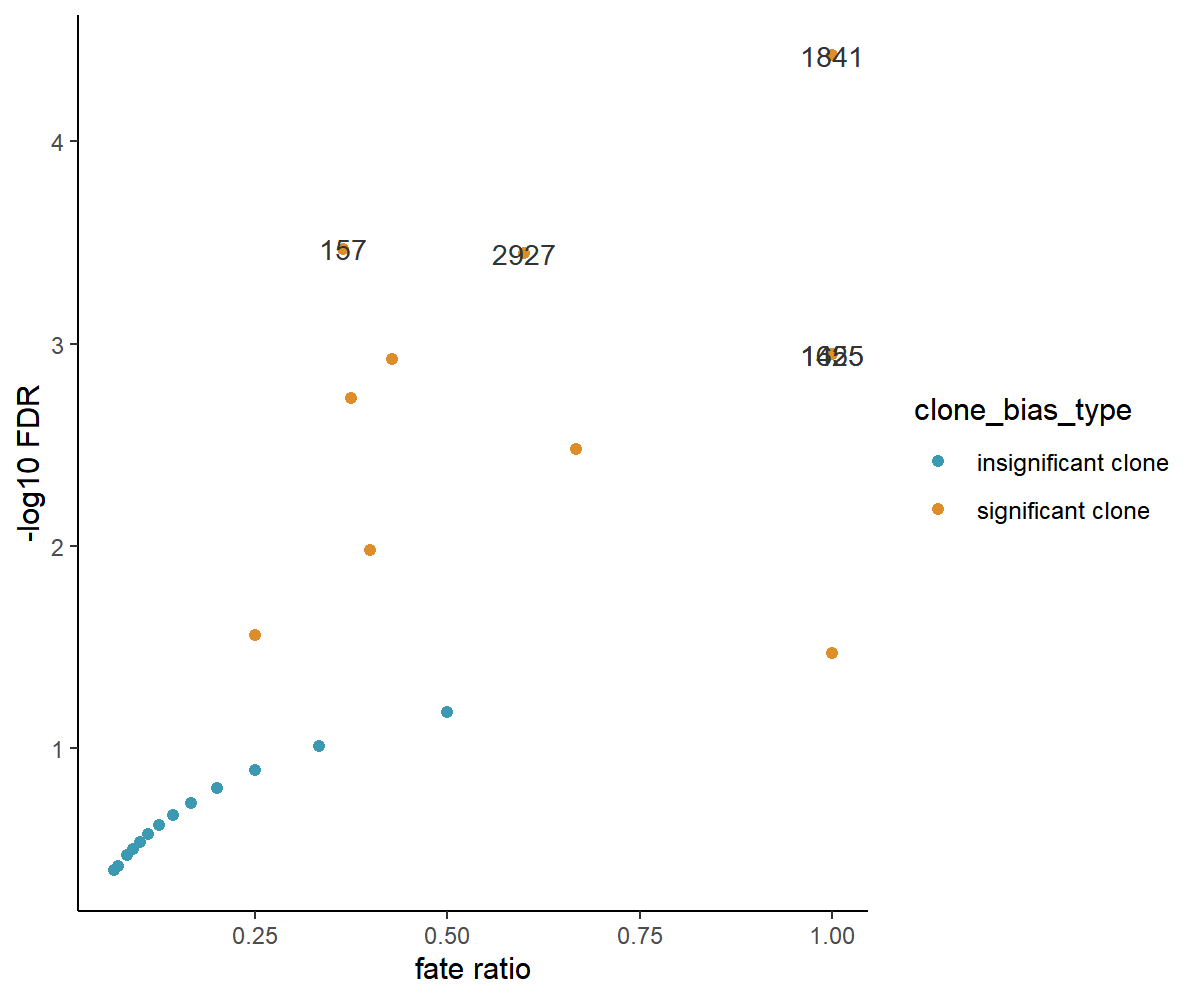 1841
4
157
2927
3
clone_bias_type
insignificant clone
significant clone
2
1
-log10 FDR
0.25 0.50 0.75 1.00
fate ratio